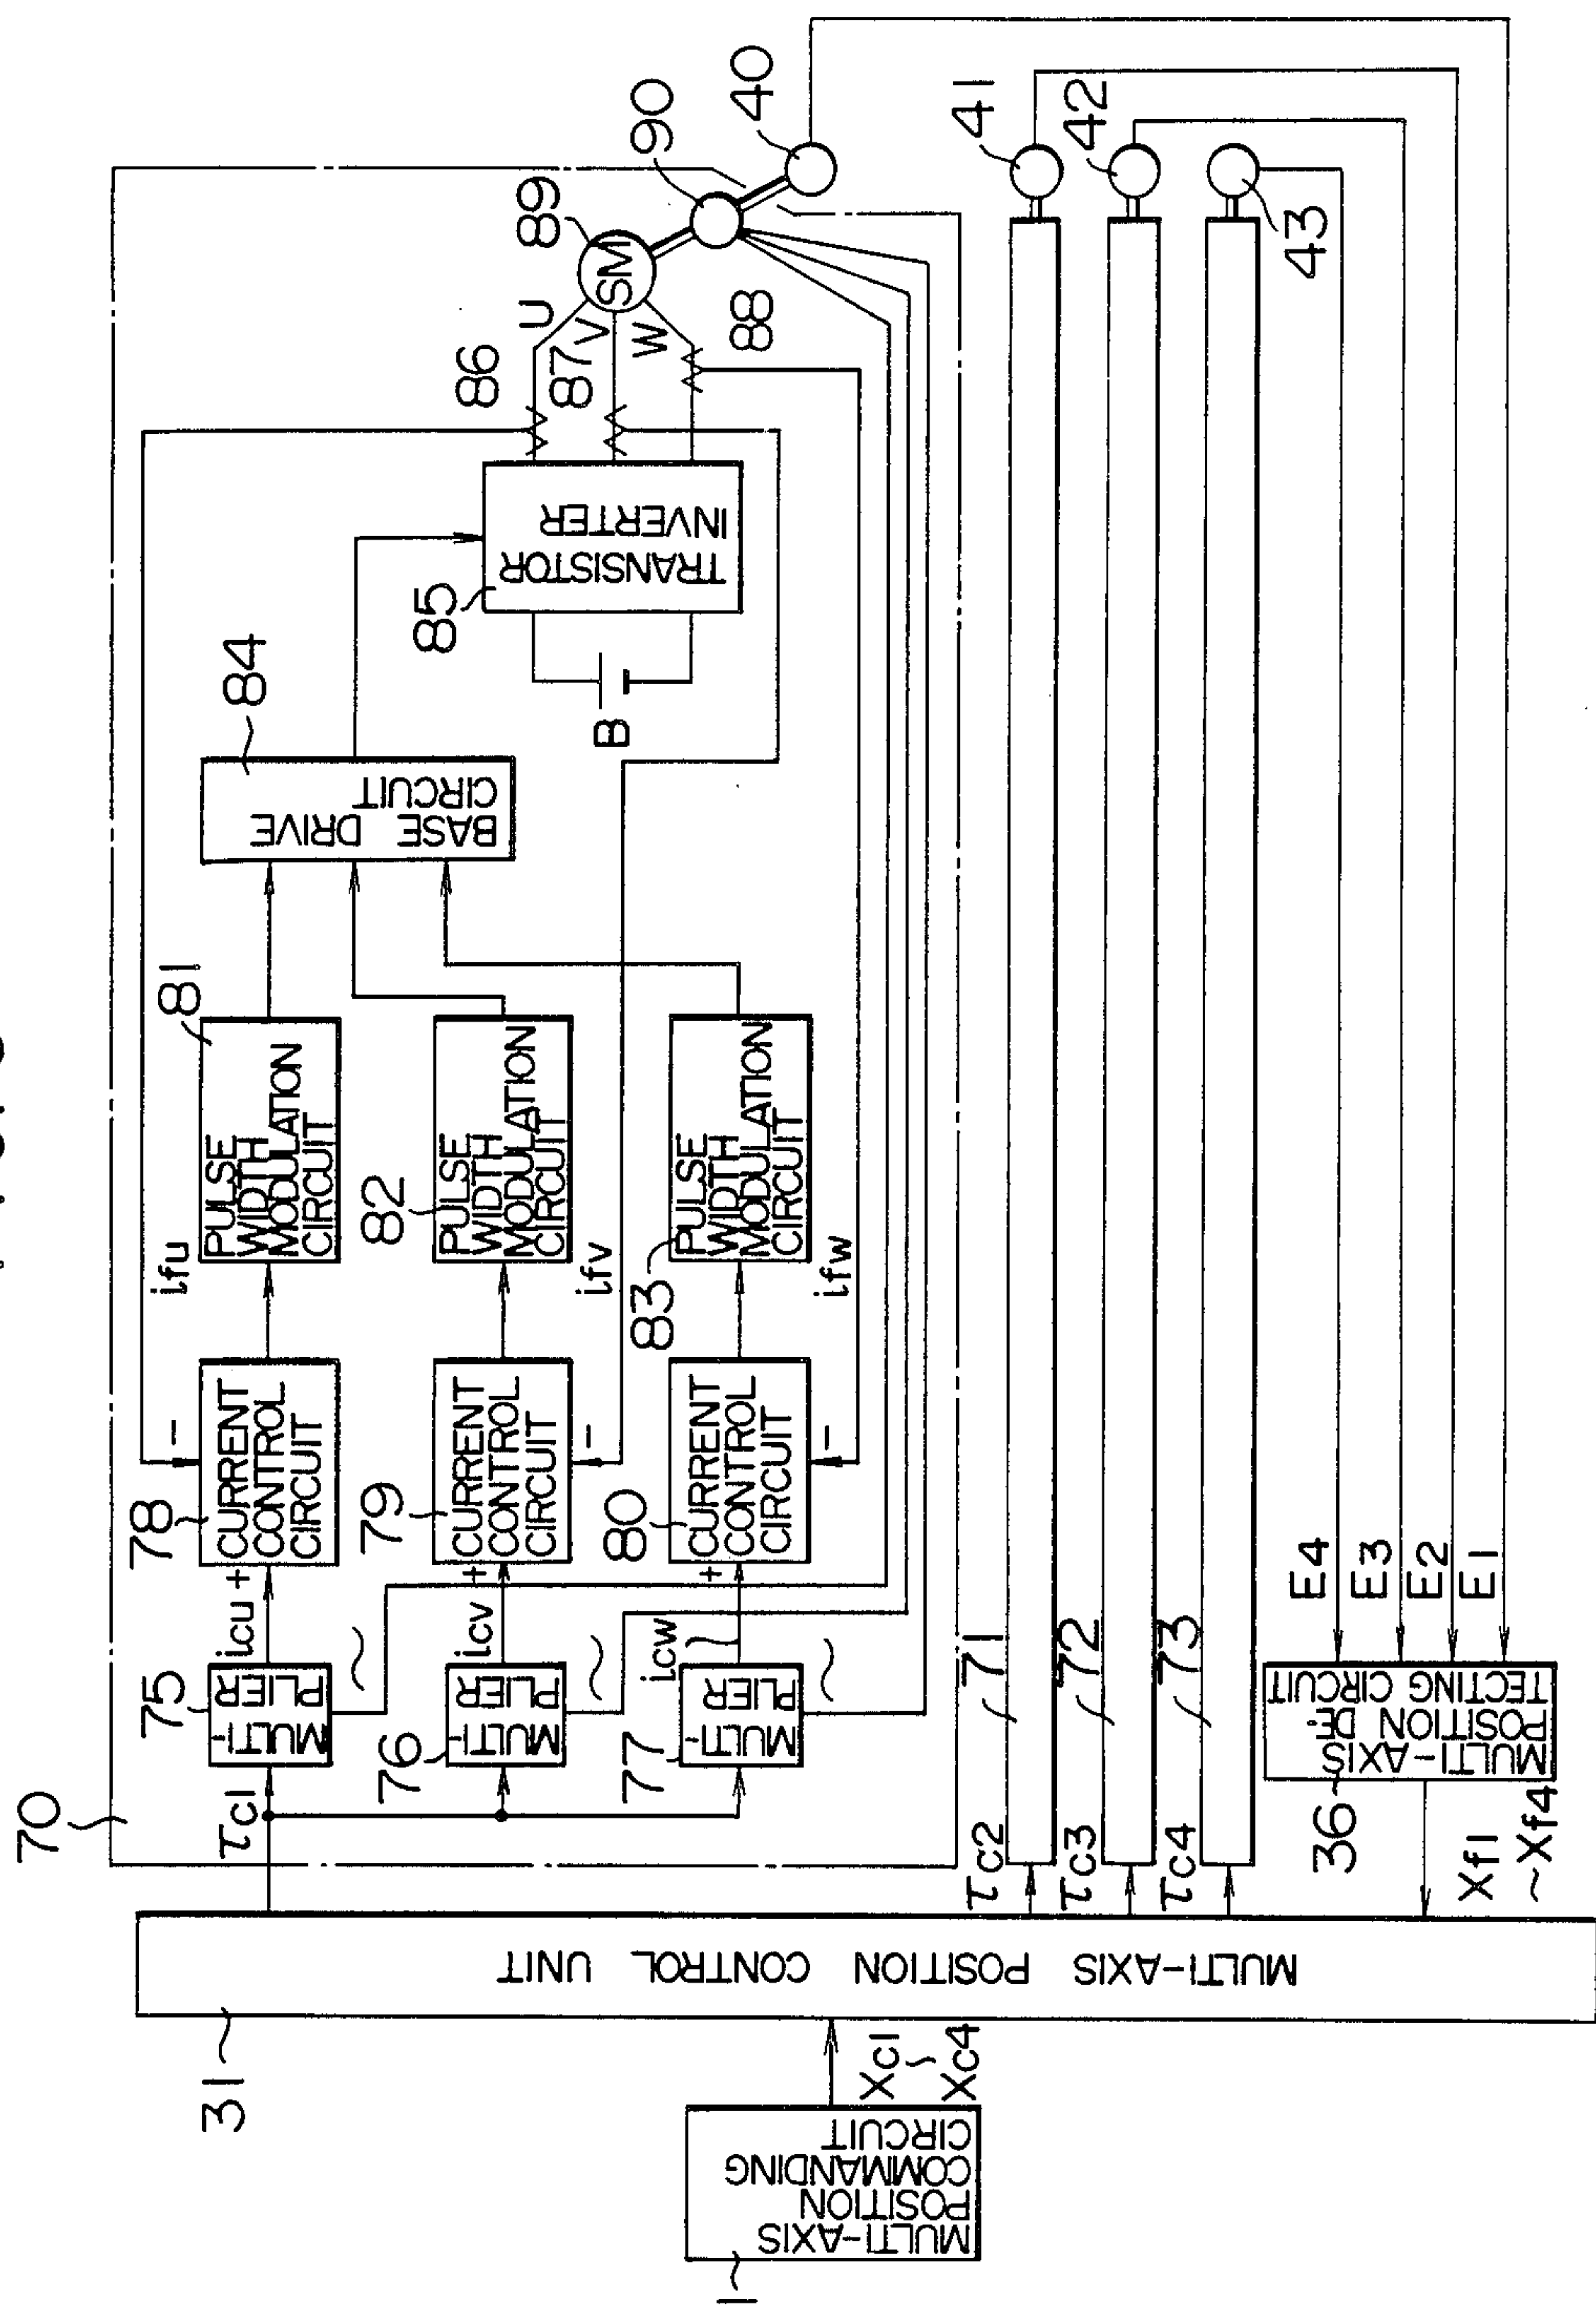 70
31
1
MULTI-AXIS
POSITION
COMMANDING
CIRCUIT
Xc1
~
Xc4
MULTI-AXIS POSITION CONTROL UNIT
τc1
75
MULTI-
PLIER
icu
+
78
CURRENT
CONTROL
CIRCUIT
-
ifu
PULSE
WIDTH
MODULATION
CIRCUIT
81
BASE DRIVE
CIRCUIT
84
76
MULTI-
PLIER
icv
+
79
CURRENT
CONTROL
CIRCUIT
-
ifv
82
PULSE
WIDTH
MODULATION
CIRCUIT
77
MULTI-
PLIER
icw
+
80
CURRENT
CONTROL
CIRCUIT
-
ifw
83
PULSE
WIDTH
MODULATION
CIRCUIT
B
85
TRANSISTOR
INVERTER
86
87
88
U
V
W
89
SM
90
40
τc2
71
41
τc3
72
42
τc4
73
43
36
MULTI-AXIS
POSITION DE-
TECTING CIRCUIT
E4
E3
E2
E1
Xf1
~Xf4